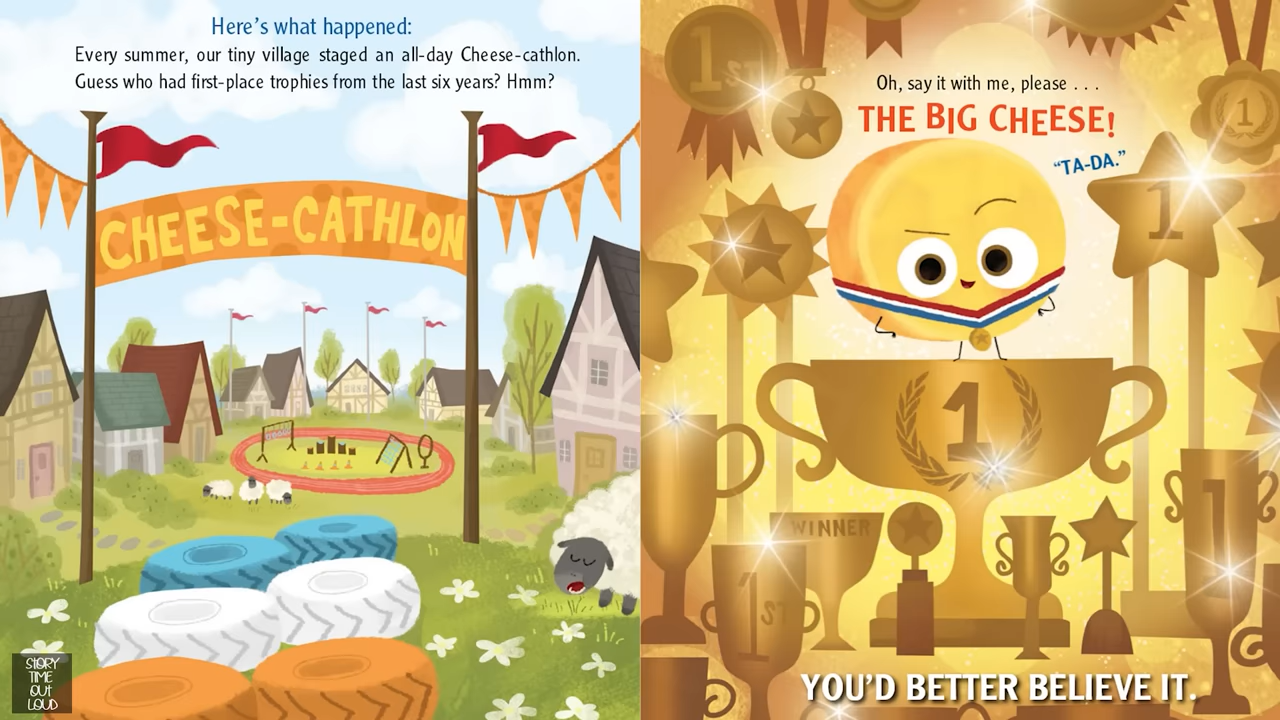 Here's what happened:
Every summer, our tiny village staged an all-day Cheese-cathlon.
Guess who had first-place trophies from the last six years? Hmm?
CHEESE-CATHLON
STORY
TIME
OUT
LOUD
1ST
1
Oh, say it with me, please . . .
THE BIG CHEESE!
"TA-DA."
1
1
WINNER
1
1ST
YOU'D BETTER BELIEVE IT.